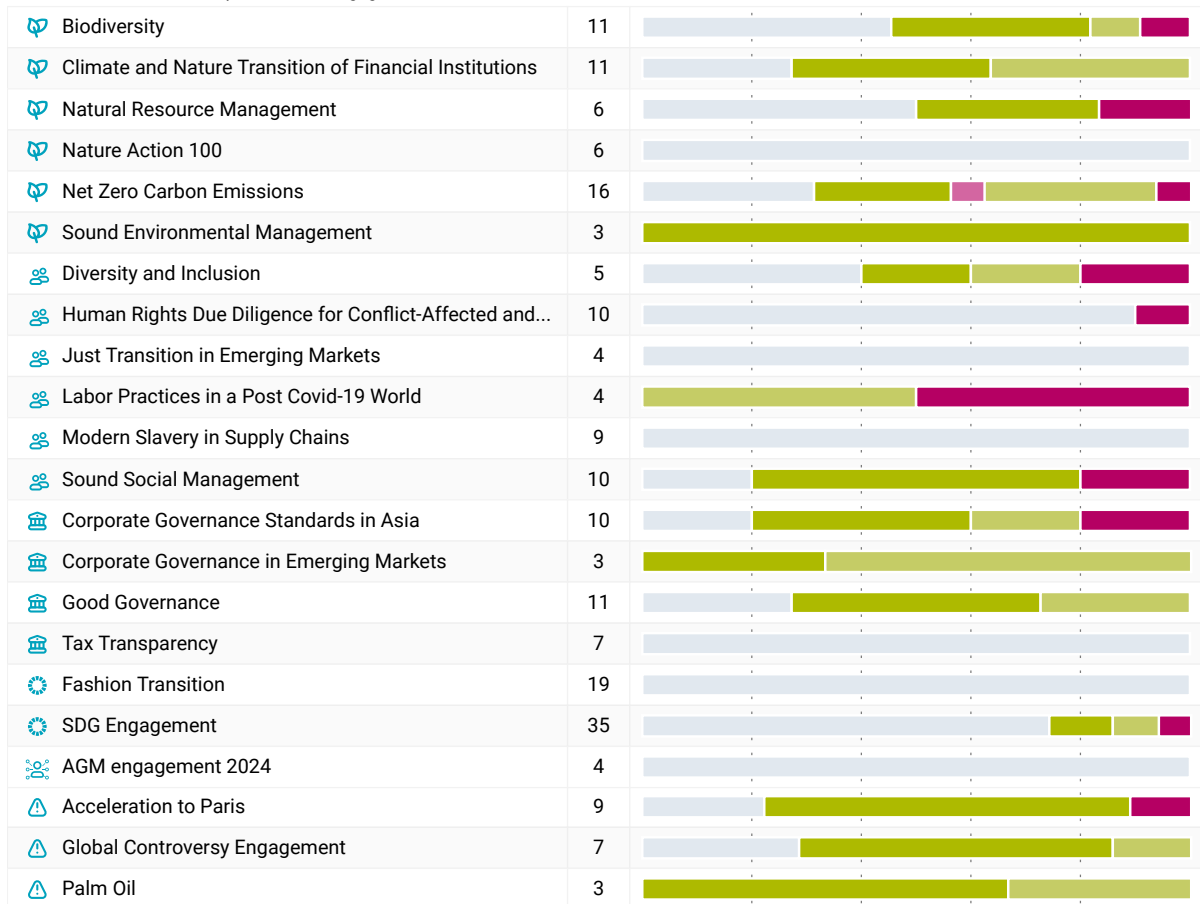 Biodiversity 11
Climate and Nature Transition of Financial Institutions 11
Natural Resource Management 6
Nature Action 100 6
Net Zero Carbon Emissions 16
Sound Environmental Management 3
Diversity and Inclusion 5
Human Rights Due Diligence for Conflict-Affected and... 10
Just Transition in Emerging Markets 4
Labor Practices in a Post Covid-19 World 4
Modern Slavery in Supply Chains 9
Sound Social Management 10
Corporate Governance Standards in Asia 10
Corporate Governance in Emerging Markets 3
Good Governance 11
Tax Transparency 7
Fashion Transition 19
SDG Engagement 35
AGM engagement 2024 4
Acceleration to Paris 9
Global Controversy Engagement 7
Palm Oil 3